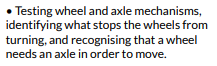 • Testing wheel and axle mechanisms,
identifying what stops the wheels from
turning, and recognising that a wheel
needs an axle in order to move.